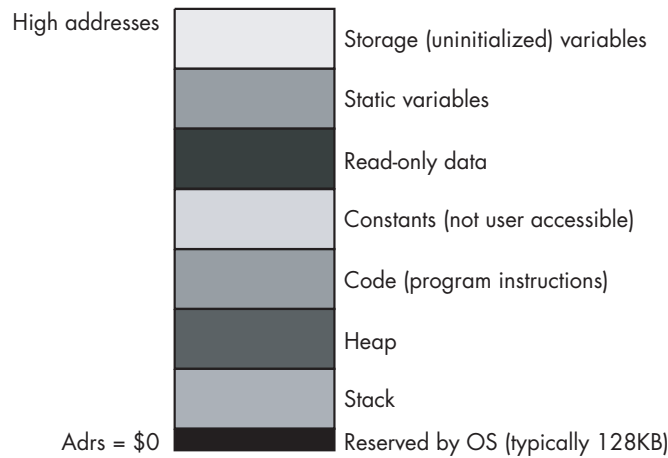 High addresses
Storage (uninitialized) variables
Static variables
Read-only data
Constants (not user accessible)
Code (program instructions)
Heap
Stack
Adrs = $0
Reserved by OS (typically 128KB)